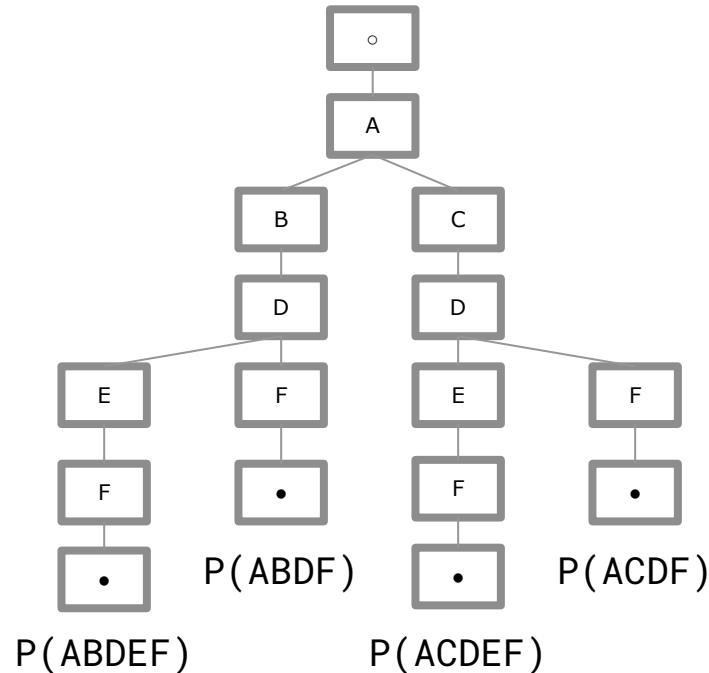 ○
A
B C
D D
E F E F
F • F •
• •
P(ABDF) P(ACDF)
P(ABDEF) P(ACDEF)